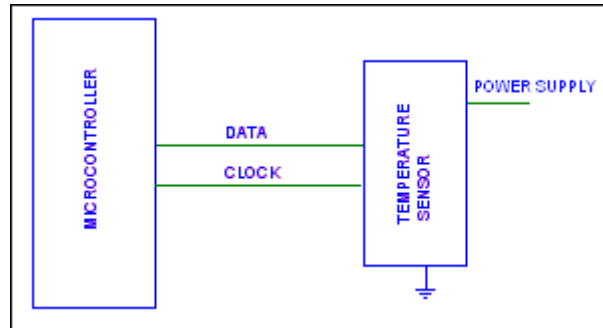 MICROCONTROLLER
DATA
CLOCK
TEMPERATURE
SENSOR
POWER SUPPLY